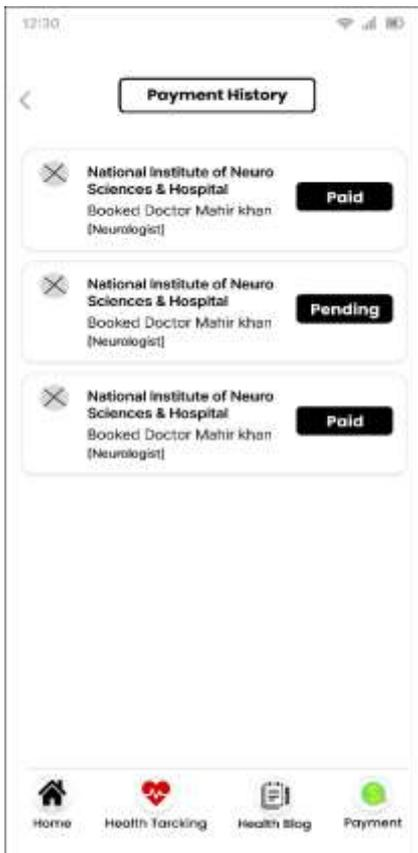 12:30
Payment History
National Institute of Neuro
Sciences & Hospital
Booked Doctor Mahir khan
(Neurologist)
Paid
National Institute of Neuro
Sciences & Hospital
Booked Doctor Mahir khan
(Neurologist)
Pending
National Institute of Neuro
Sciences & Hospital
Booked Doctor Mahir khan
(Neurologist)
Paid
Home
Health Tarcking
Health Blog
Payment